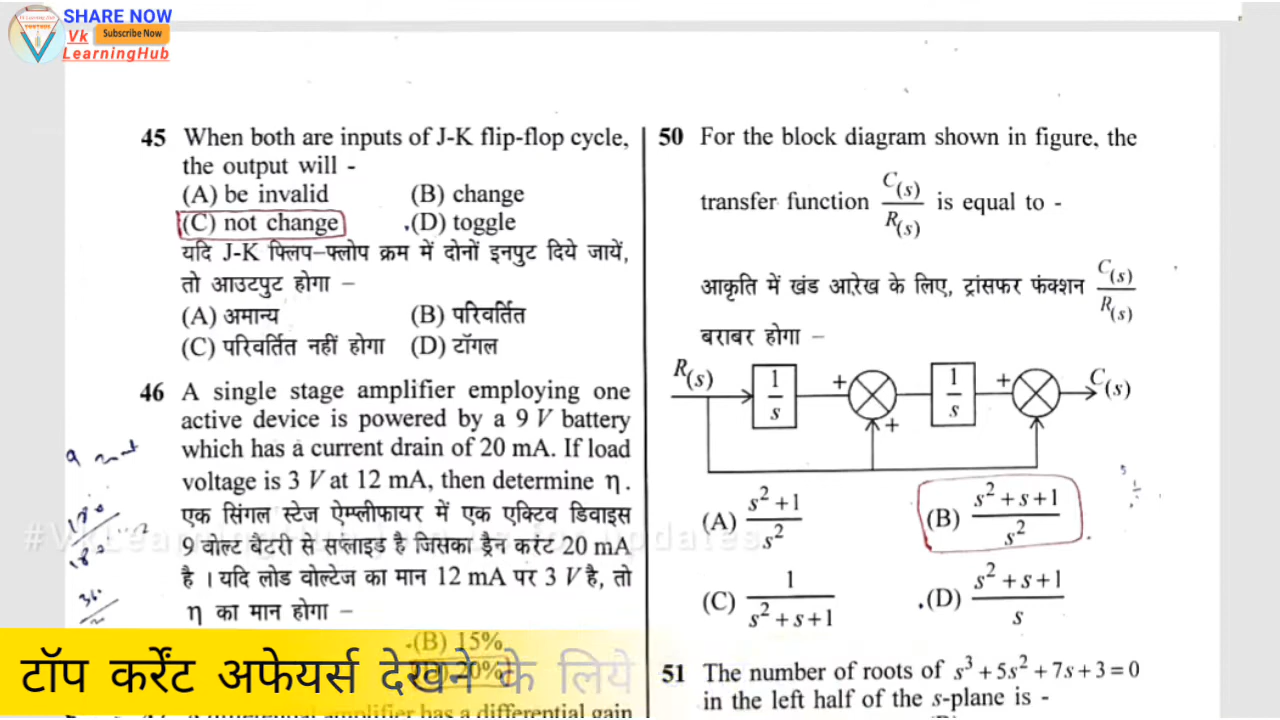 SHARE NOW
Vk Subscribe Now
LearningHub
45 When both are inputs of J-K flip-flop cycle,
the output will -
(A) be invalid (B) change
(C) not change (D) toggle
यदि J-K फ्लिप-फ्लोप क्रम में दोनों इनपुट दिये जायें,
तो आउटपुट होगा –
(A) अमान्य (B) परिवर्तित
(C) परिवर्तित नहीं होगा (D) टॉगल
46 A single stage amplifier employing one
active device is powered by a 9 V battery
which has a current drain of 20 mA. If load
voltage is 3 V at 12 mA, then determine η.
एक सिंगल स्टेज ऐम्प्लीफायर में एक एक्टिव डिवाइस
9 वोल्ट बैटरी से सप्लाइड है जिसका ड्रैन करंट 20 mA
है । यदि लोड वोल्टेज का मान 12 mA पर 3 V है, तो
η का मान होगा –
(B) 15%
20%
A differential amplifier has a differential gain
50 For the block diagram shown in figure, the
transfer function C(s)/R(s) is equal to -
आकृति में खंड आरेख के लिए, ट्रांसफर फंक्शन C(s)/R(s)
बराबर होगा –
R(s) 1/s + + 1/s + C(s)
(A) s²+1/s² (B) s²+s+1/s²
(C) 1/s²+s+1 (D) s²+s+1/s
51 The number of roots of s³+5s²+7s+3=0
in the left half of the s-plane is -
टॉप कर्रेंट अफेयर्स देखने के लिये